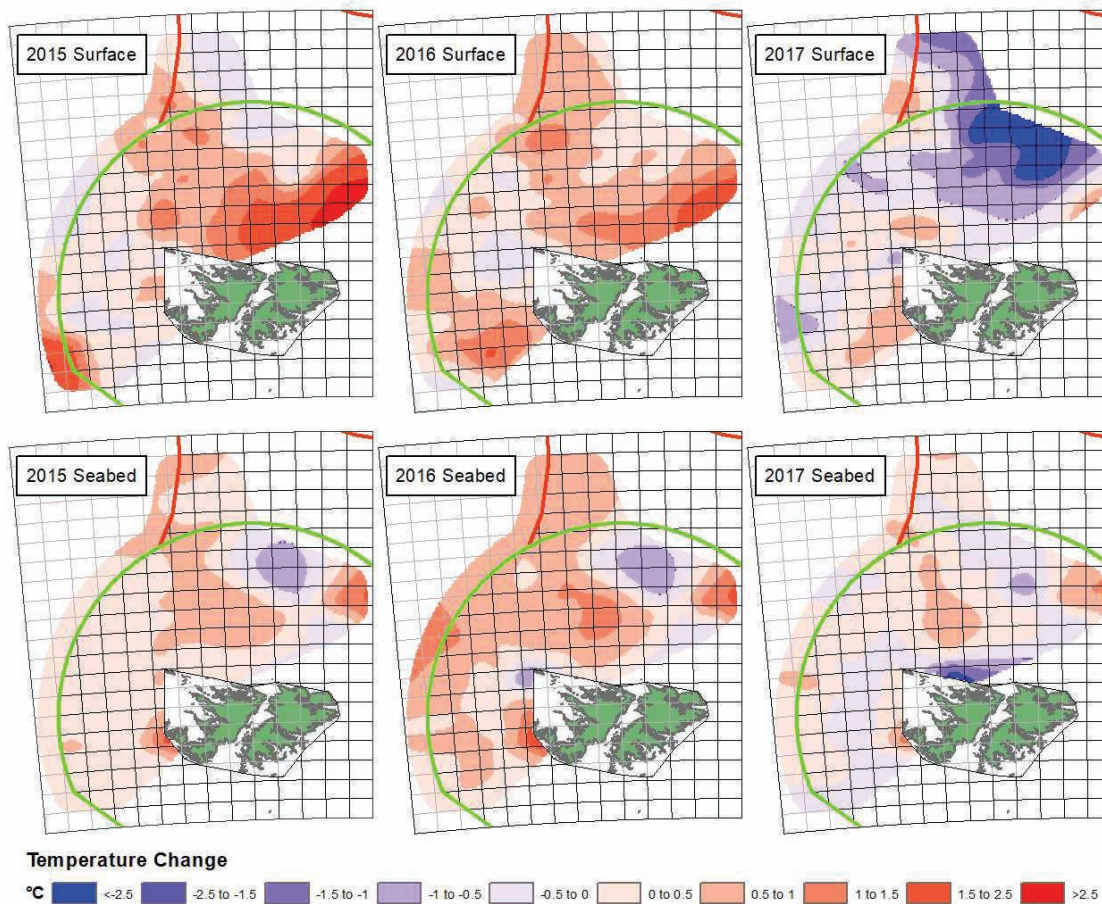 2015 Surface
2016 Surface
2017 Surface
2015 Seabed
2016 Seabed
2017 Seabed
Temperature Change
°C <-2.5 -2.5 to -1.5 -1.5 to -1 -1 to -0.5 -0.5 to 0 0 to 0.5 0.5 to 1 1 to 1.5 1.5 to 2.5 >2.5